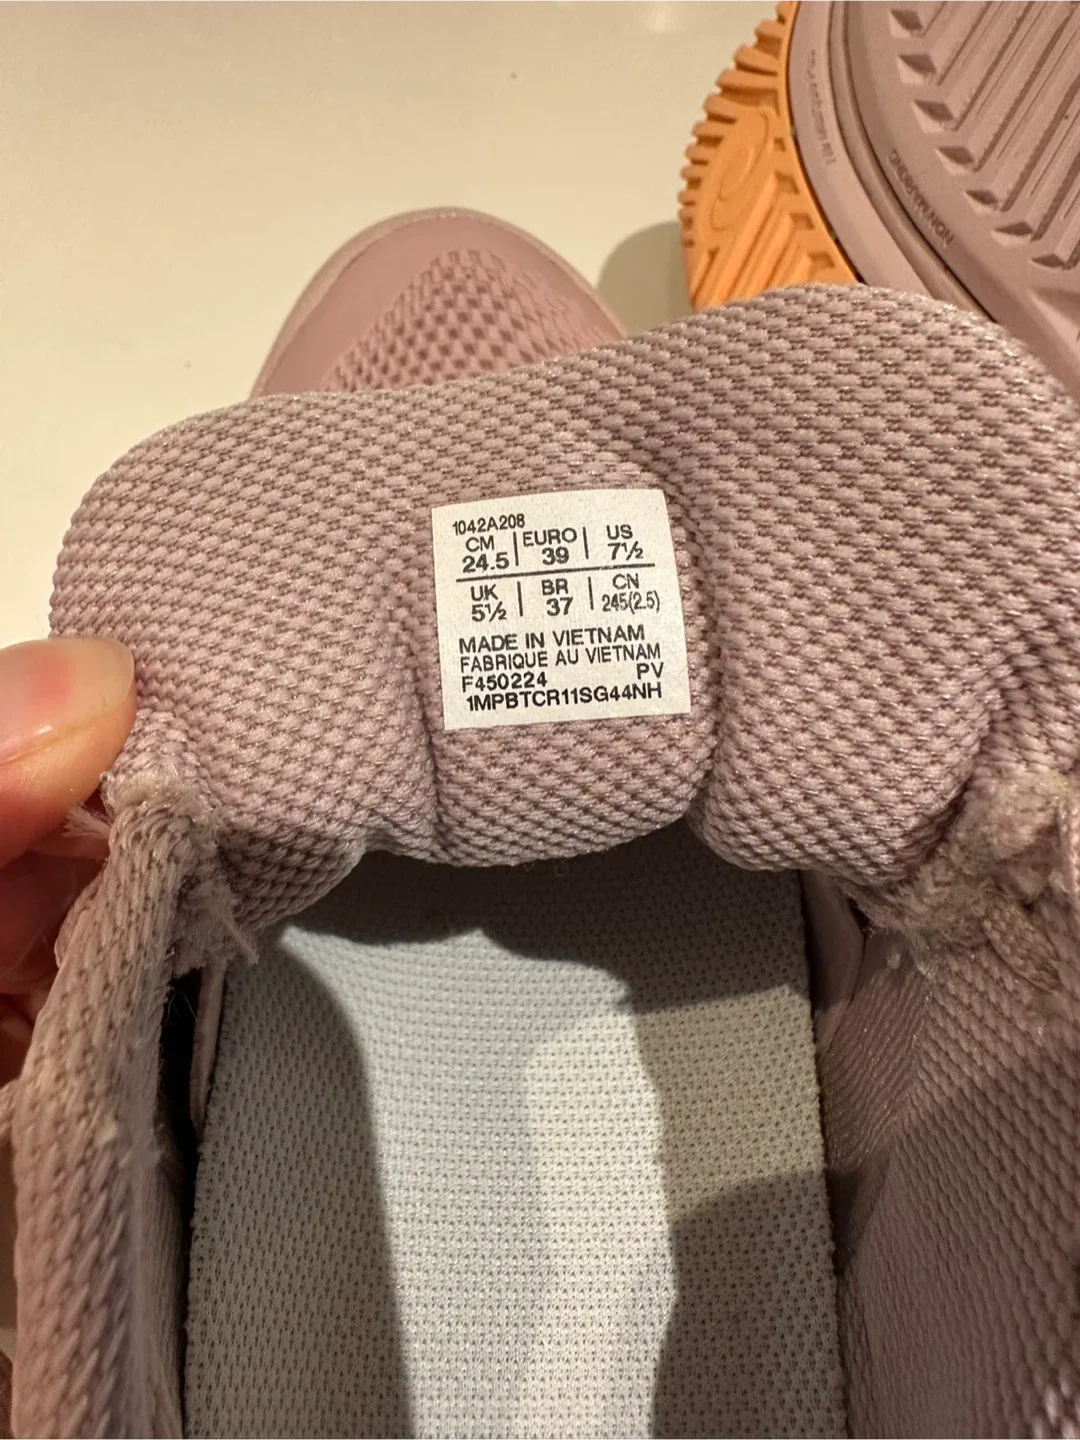 NONMARKING
1042A208
CM | EURO | US
24.5 | 39 | 7½
UK | BR | CN
5½ | 37 | 245(2.5)
MADE IN VIETNAM
FABRIQUE AU VIETNAM
F450224 PV
1MPBTCR11SG44NH